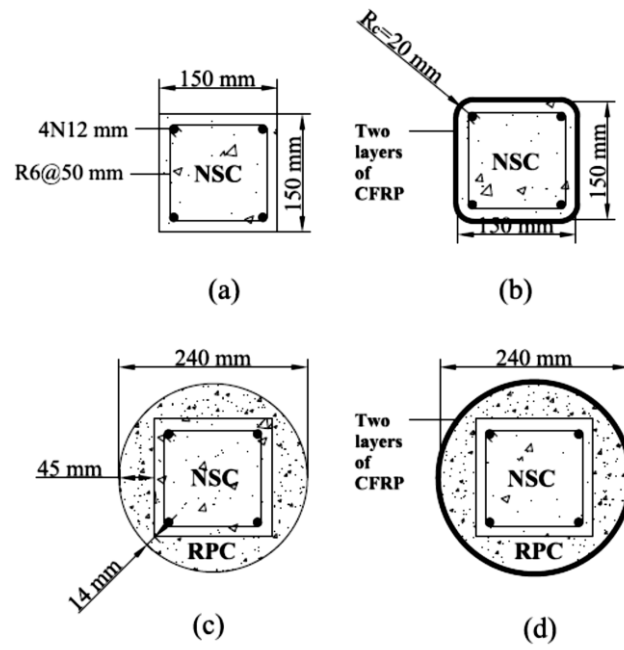 150 mm
4N12 mm
R6@50 mm
NSC
150 mm
(a)
Rc=20 mm
Two
layers
of
CFRP
NSC
150 mm
150 mm
(b)
240 mm
45 mm
NSC
RPC
14 mm
(c)
240 mm
Two
layers
of
CFRP
NSC
RPC
(d)